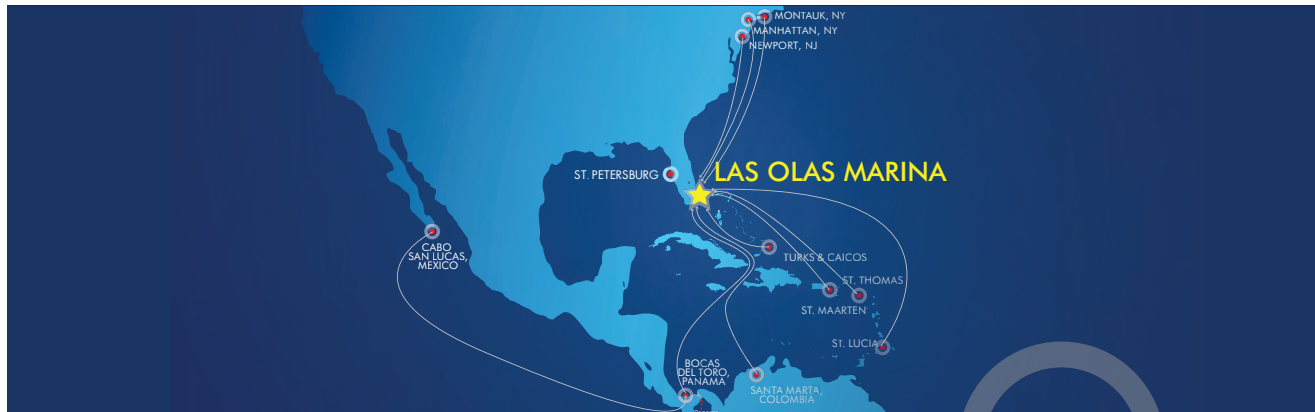 MONTAUK, NY
MANHATTAN, NY
NEWPORT, NJ
LAS OLAS MARINA
ST. PETERSBURG
CABO
SAN LUCAS,
MEXICO
TURKS & CAICOS
ST. THOMAS
ST. MAARTEN
ST. LUCIA
BOCAS
DEL TORO,
PANAMA
SANTA MARTA,
COLOMBIA